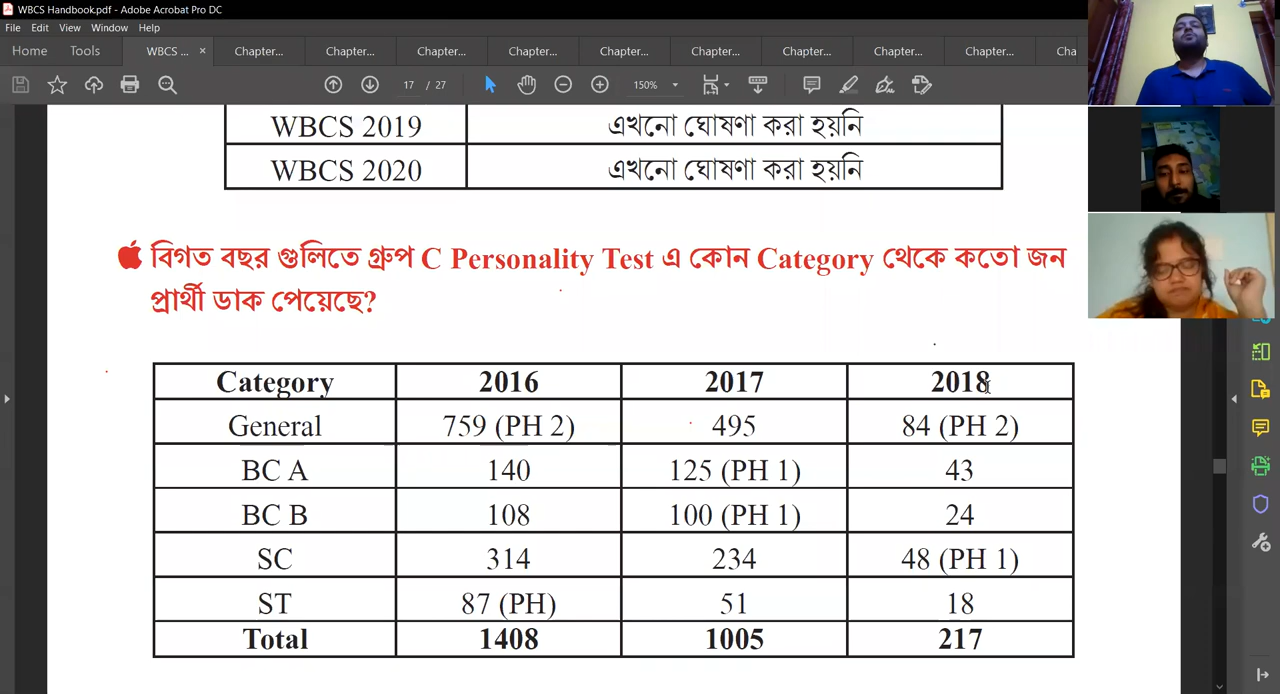 WBCS Handbook.pdf - Adobe Acrobat Pro DC
File Edit View Window Help
Home Tools WBCS ... × Chapter... Chapter... Chapter... Chapter... Chapter... Chapter... Chapter... Chapter... Chapter... Cha
17 / 27 150%
WBCS 2019 এখনো ঘোষণা করা হয়নি
WBCS 2020 এখনো ঘোষণা করা হয়নি
বিগত বছর গুলিতে গ্রুপ C Personality Test এ কোন Category থেকে কতো জন
প্রার্থী ডাক পেয়েছে?
Category 2016 2017 2018
General 759 (PH 2) 495 84 (PH 2)
BC A 140 125 (PH 1) 43
BC B 108 100 (PH 1) 24
SC 314 234 48 (PH 1)
ST 87 (PH) 51 18
Total 1408 1005 217